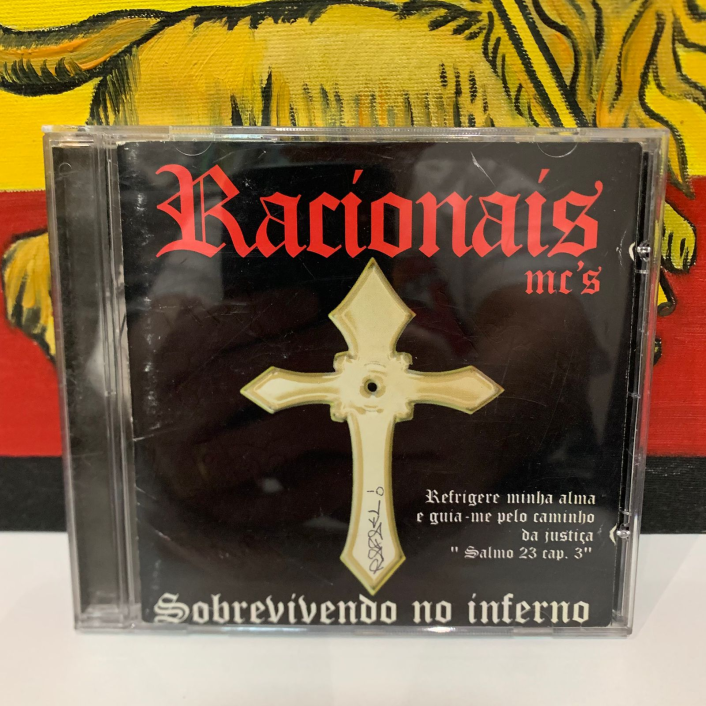 Racionais
mc's
Refrigere minha alma
e guia-me pelo caminho
da justiça
" Salmo 23 cap. 3"
Sobrevivendo no inferno